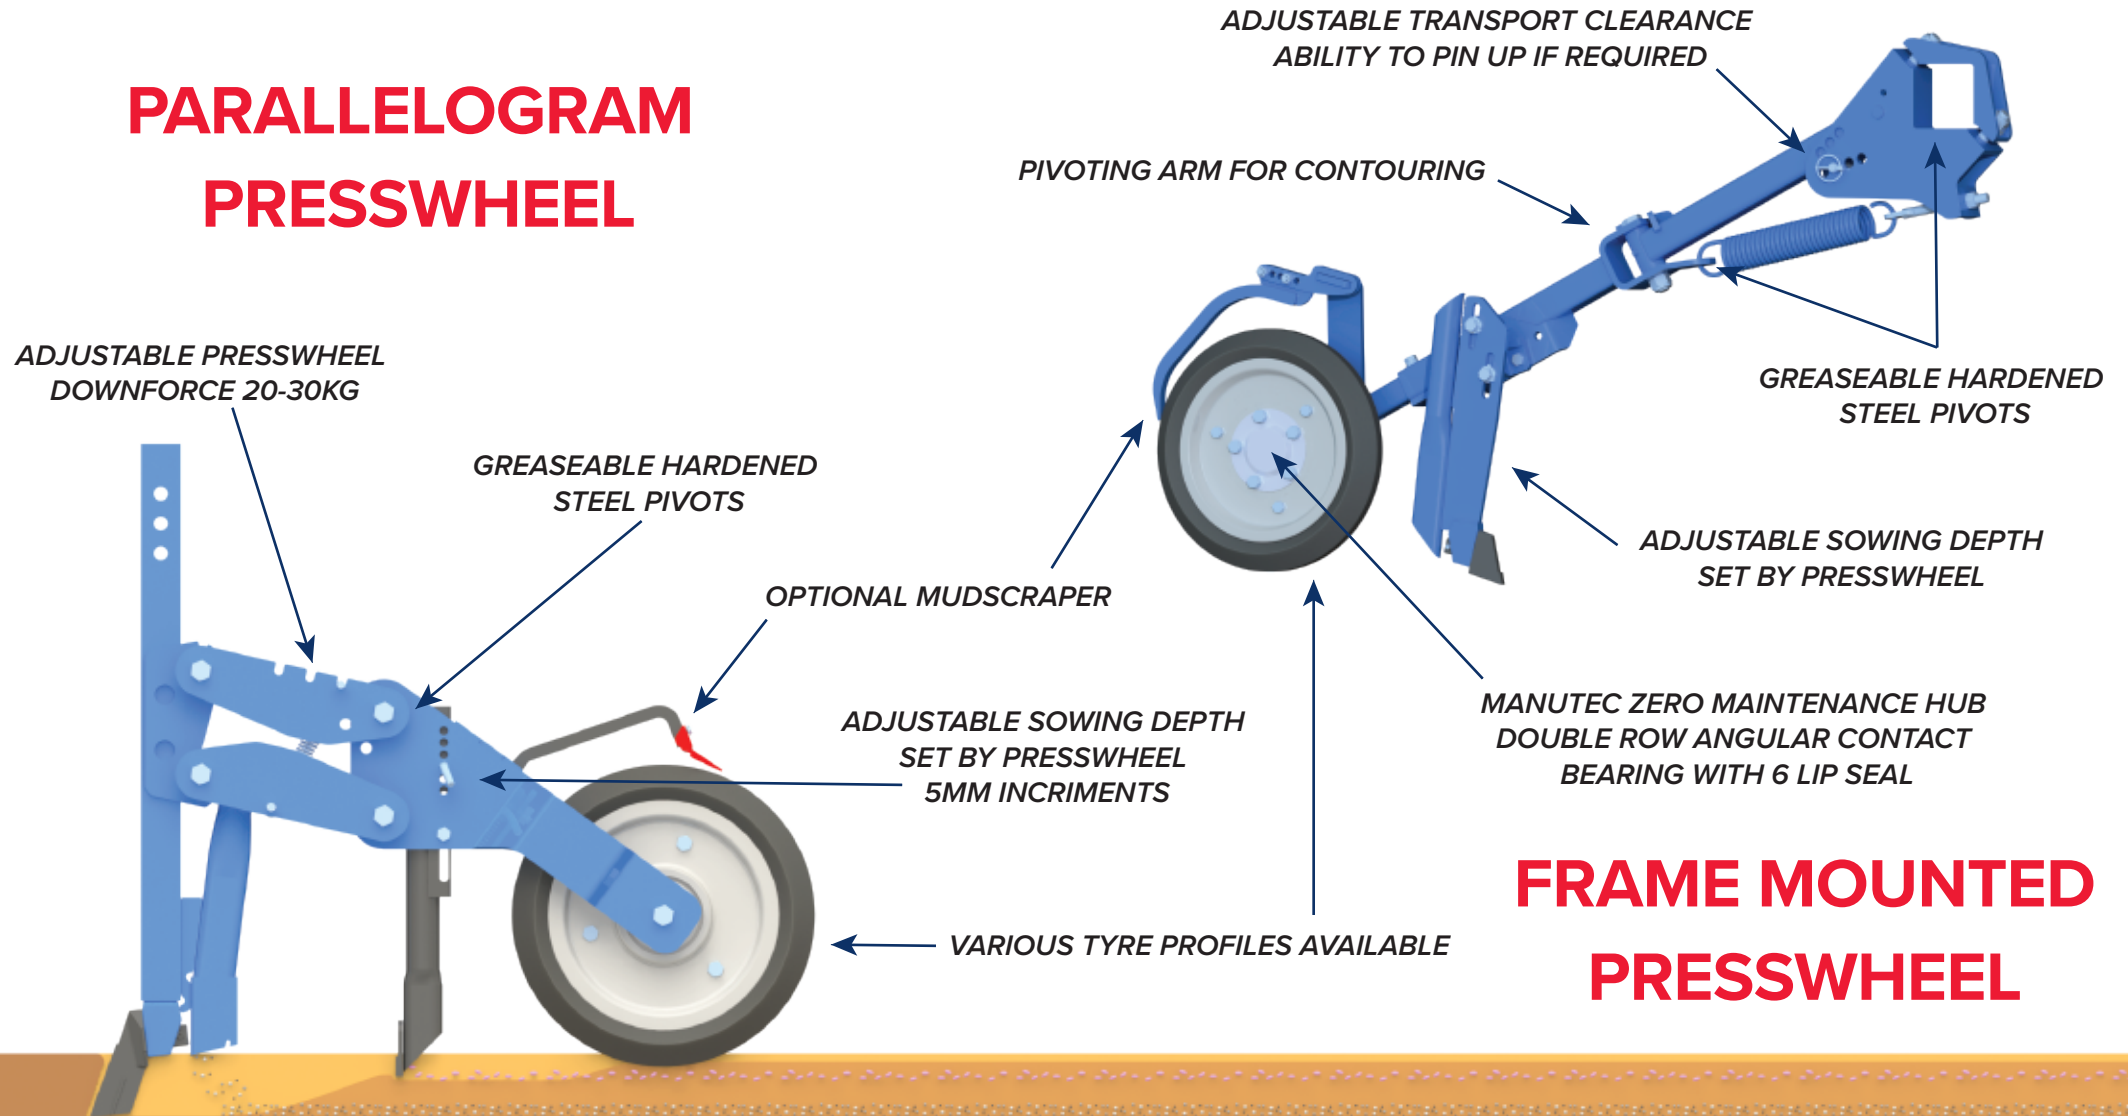 PARALLELOGRAM
PRESSWHEEL
ADJUSTABLE TRANSPORT CLEARANCE
ABILITY TO PIN UP IF REQUIRED
PIVOTING ARM FOR CONTOURING
ADJUSTABLE PRESSWHEEL
DOWNFORCE 20-30KG
GREASEABLE HARDENED
STEEL PIVOTS
GREASEABLE HARDENED
STEEL PIVOTS
OPTIONAL MUDSCRAPER
ADJUSTABLE SOWING DEPTH
SET BY PRESSWHEEL
ADJUSTABLE SOWING DEPTH
SET BY PRESSWHEEL
5MM INCRIMENTS
MANUTEC ZERO MAINTENANCE HUB
DOUBLE ROW ANGULAR CONTACT
BEARING WITH 6 LIP SEAL
VARIOUS TYRE PROFILES AVAILABLE
FRAME MOUNTED
PRESSWHEEL